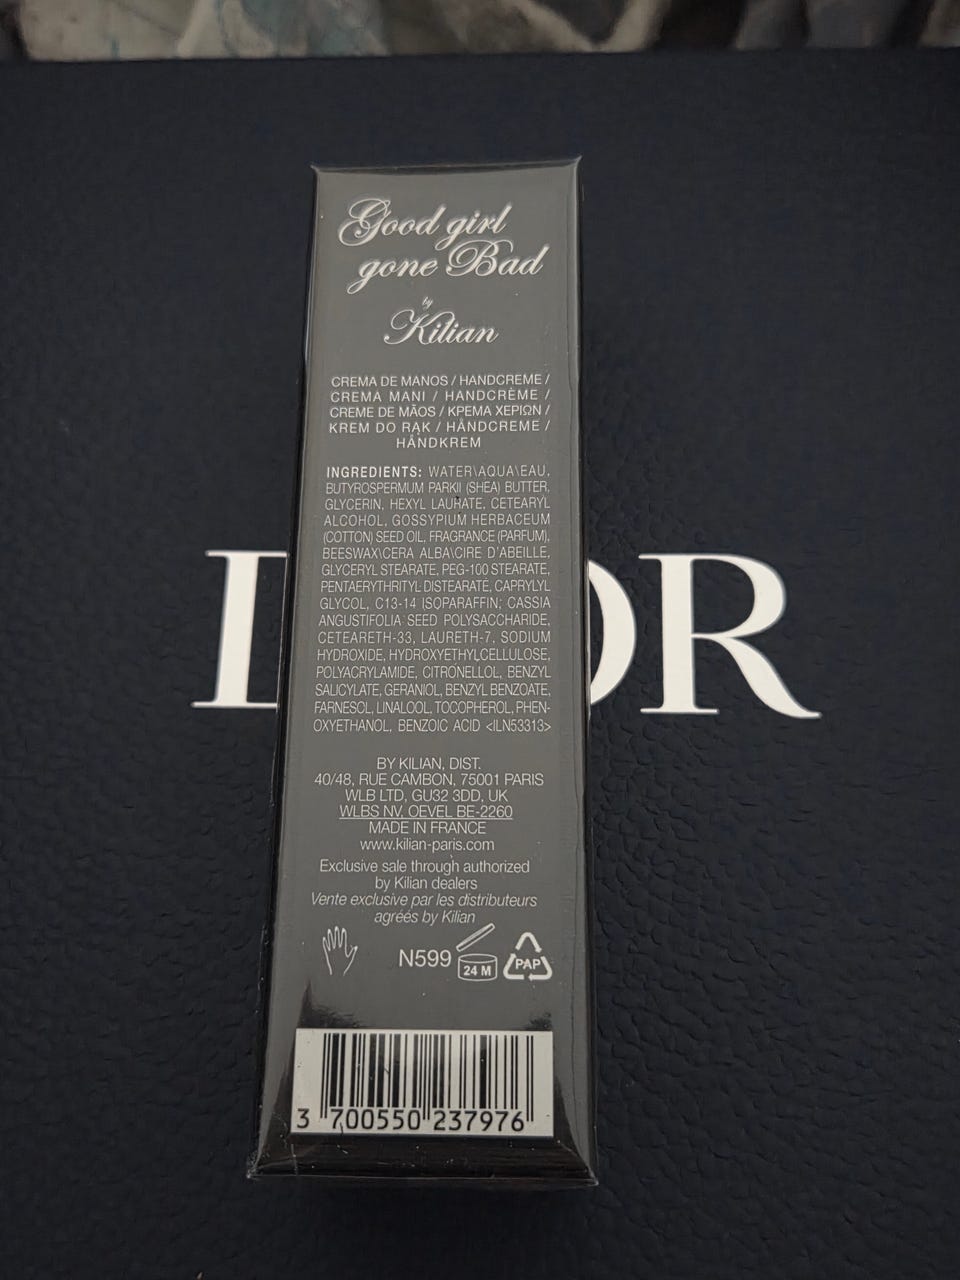 Good girl
gone Bad
by
Kilian
CREMA DE MANOS / HANDCREME /
CREMA MANI / HANDCRÈME /
CREME DE MÃOS / ΚΡΕΜΑ ΧΕΡΙΩΝ /
KREM DO RĄK / HÅNDCREME /
HÅNDKREM
INGREDIENTS: WATER\AQUA\EAU,
BUTYROSPERMUM PARKII (SHEA) BUTTER,
GLYCERIN, HEXYL LAURATE, CETEARYL
ALCOHOL, GOSSYPIUM HERBACEUM
(COTTON) SEED OIL, FRAGRANCE (PARFUM),
BEESWAX\CERA ALBA\CIRE D'ABEILLE,
GLYCERYL STEARATE, PEG-100 STEARATE,
PENTAERYTHRITYL DISTEARATE, CAPRYLYL
GLYCOL, C13-14 ISOPARAFFIN; CASSIA
ANGUSTIFOLIA SEED POLYSACCHARIDE,
CETEARETH-33, LAURETH-7, SODIUM
HYDROXIDE, HYDROXYETHYLCELLULOSE,
POLYACRYLAMIDE, CITRONELLOL, BENZYL
SALICYLATE, GERANIOL, BENZYL BENZOATE,
FARNESOL, LINALOOL, TOCOPHEROL, PHEN-
OXYETHANOL, BENZOIC ACID <ILN53313>
BY KILIAN, DIST.
40/48, RUE CAMBON, 75001 PARIS
WLB LTD, GU32 3DD, UK
WLBS NV, OEVEL BE-2260
MADE IN FRANCE
www.kilian-paris.com
Exclusive sale through authorized
by Kilian dealers
Vente exclusive par les distributeurs
agréés by Kilian
N599
24 M
PAP
3 700550 237976